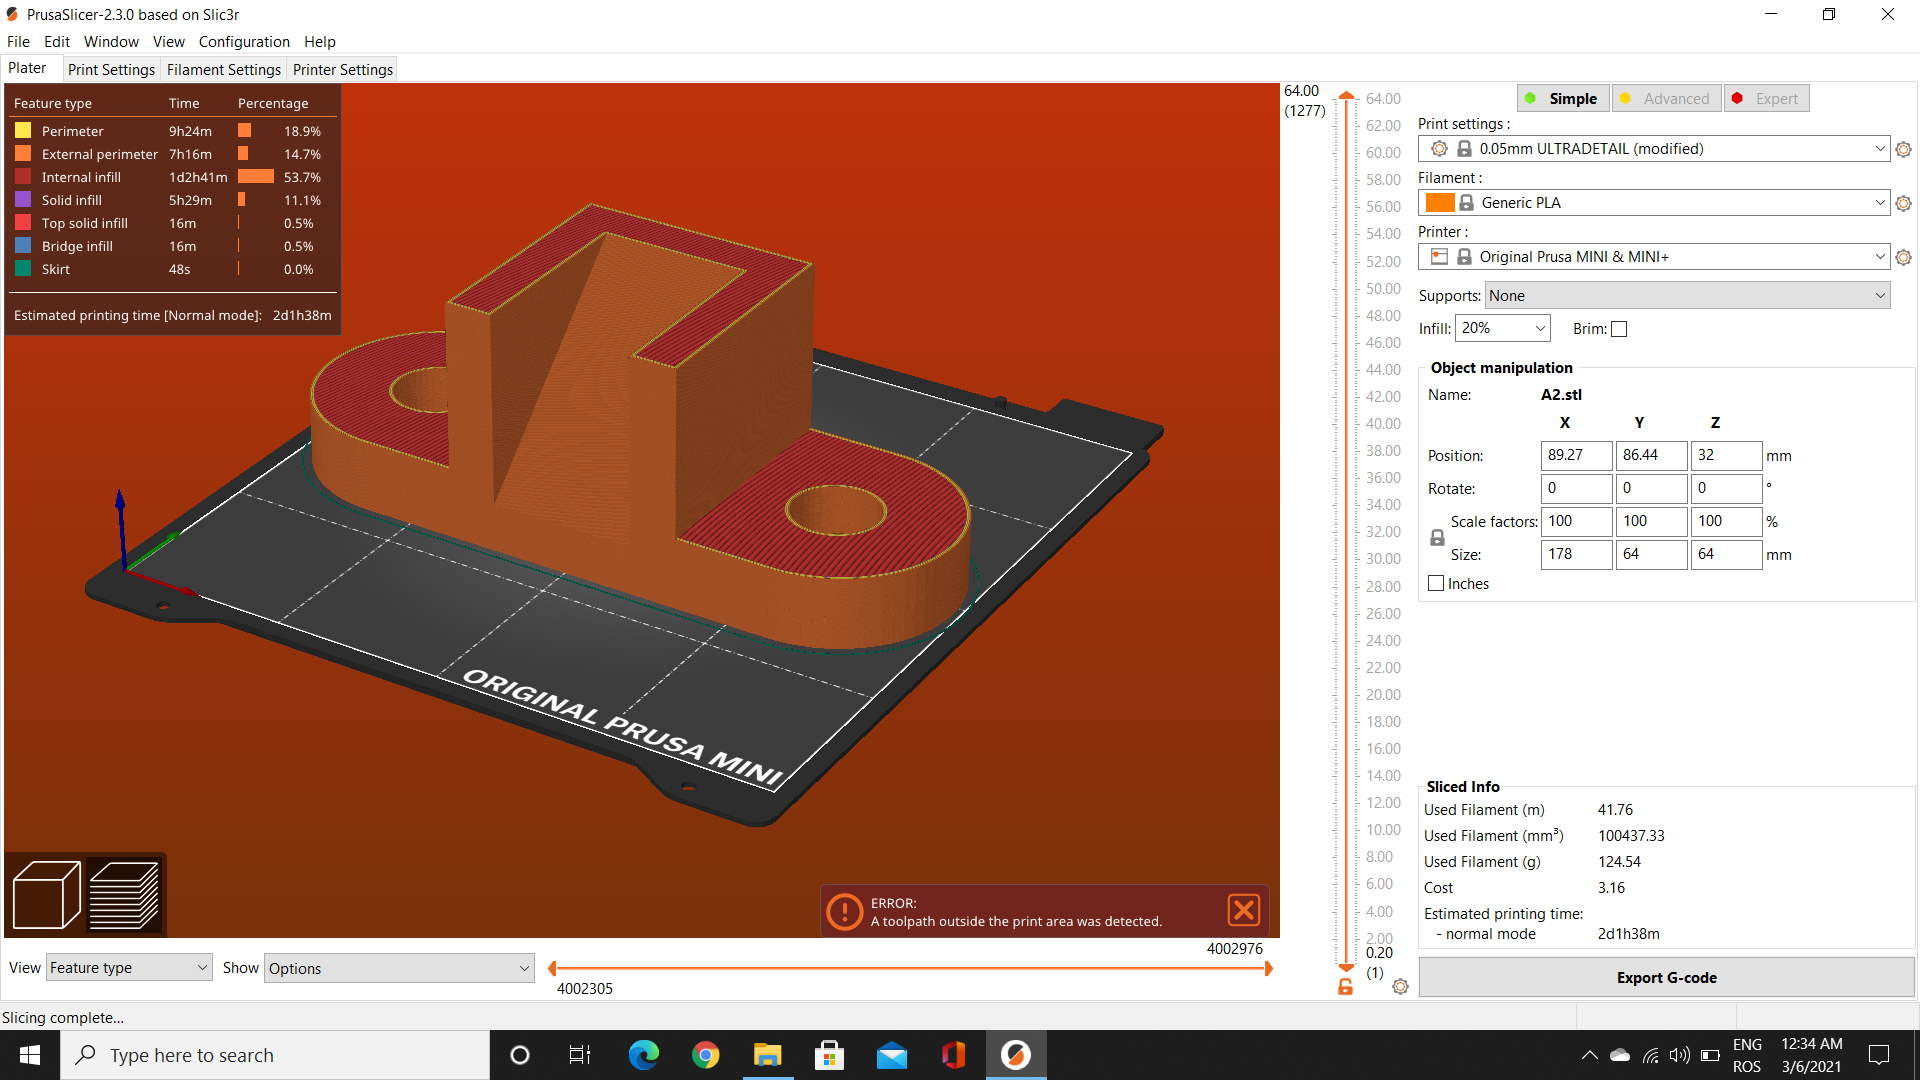 PrusaSlicer-2.3.0 based on Slic3r
File Edit Window View Configuration Help
Plater Print Settings Filament Settings Printer Settings
Feature type Time Percentage
Perimeter 9h24m 18.9%
External perimeter 7h16m 14.7%
Internal infill 1d2h41m 53.7%
Solid infill 5h29m 11.1%
Top solid infill 16m 0.5%
Bridge infill 16m 0.5%
Skirt 48s 0.0%
Estimated printing time [Normal mode]: 2d1h38m
ORIGINAL PRUSA MINI
ERROR:
A toolpath outside the print area was detected.
64.00
(1277)
64.00
62.00
60.00
58.00
56.00
54.00
52.00
50.00
48.00
46.00
44.00
42.00
40.00
38.00
36.00
34.00
32.00
30.00
28.00
26.00
24.00
22.00
20.00
18.00
16.00
14.00
12.00
10.00
8.00
6.00
4.00
2.00
0.20
(1)
Simple Advanced Expert
Print settings :
0.05mm ULTRADETAIL (modified)
Filament :
Generic PLA
Printer :
Original Prusa MINI & MINI+
Supports: None
Infill: 20% Brim:
Object manipulation
Name: A2.stl
X Y Z
Position: 89.27 86.44 32 mm
Rotate: 0 0 0 °
Scale factors: 100 100 100 %
Size: 178 64 64 mm
Inches
Sliced Info
Used Filament (m) 41.76
Used Filament (mm³) 100437.33
Used Filament (g) 124.54
Cost 3.16
Estimated printing time:
- normal mode 2d1h38m
Export G-code
4002976
View Feature type Show Options
4002305
Slicing complete...
Type here to search
ENG
ROS
12:34 AM
3/6/2021